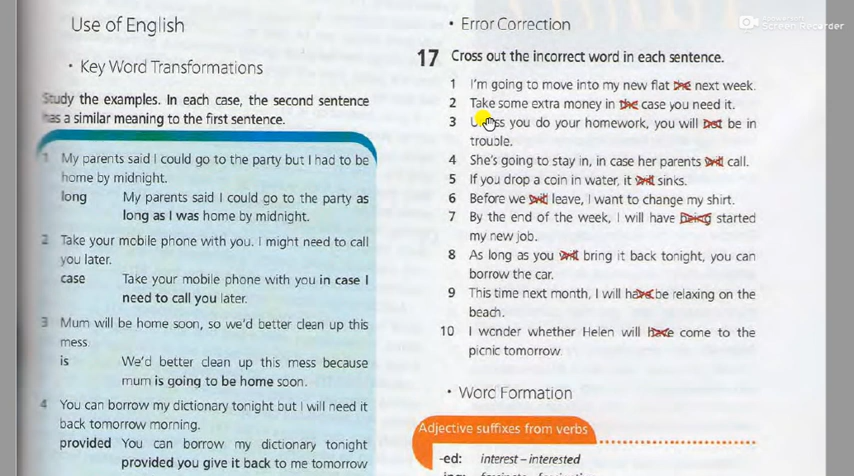 Use of English
• Key Word Transformations
Study the examples. In each case, the second sentence
has a similar meaning to the first sentence.
1 My parents said I could go to the party but I had to be
home by midnight.
long My parents said I could go to the party as
long as I was home by midnight.
2 Take your mobile phone with you. I might need to call
you later.
case Take your mobile phone with you in case I
need to call you later.
3 Mum will be home soon, so we'd better clean up this
mess.
is We'd better clean up this mess because
mum is going to be home soon.
4 You can borrow my dictionary tonight but I will need it
back tomorrow morning.
provided You can borrow my dictionary tonight
provided you give it back to me tomorrow
• Error Correction
17 Cross out the incorrect word in each sentence.
1 I'm going to move into my new flat the next week.
2 Take some extra money in the case you need it.
3 Unless you do your homework, you will not be in
trouble.
4 She's going to stay in, in case her parents will call.
5 If you drop a coin in water, it will sinks.
6 Before we will leave, I want to change my shirt.
7 By the end of the week, I will have being started
my new job.
8 As long as you will bring it back tonight, you can
borrow the car.
9 This time next month, I will have be relaxing on the
beach.
10 I wonder whether Helen will have come to the
picnic tomorrow.
• Word Formation
Adjective suffixes from verbs
-ed: interest – interested
Screen Recorder